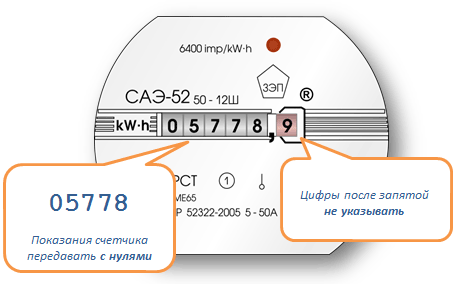 6400 imp/kW·h
ЗЭП
САЭ-52 50 - 12Ш
®
kW·h 0 5 7 7 8 , 9
РСТ 1
МЕ65
Р 52322-2005 5 - 50А
05778
Показания счетчика
передавать с нулями
Цифры после запятой
не указывать